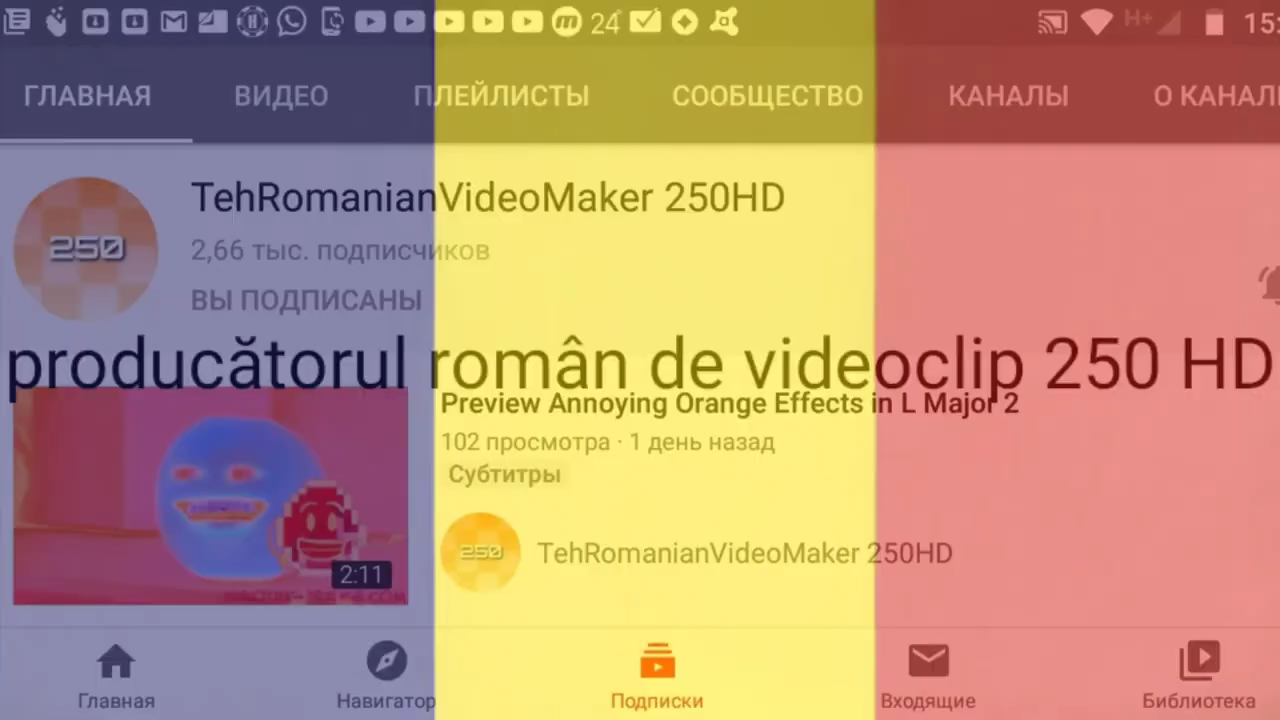 24°
15:
ГЛАВНАЯ ВИДЕО ПЛЕЙЛИСТЫ СООБЩЕСТВО КАНАЛЫ О КАНАЛ
250
TehRomanianVideoMaker 250HD
2,66 тыс. подписчиков
ВЫ ПОДПИСАНЫ
producătorul român de videoclip 250 HD
Preview Annoying Orange Effects in L Major 2
102 просмотра · 1 день назад
Субтитры
2:11
250
TehRomanianVideoMaker 250HD
Главная Навигатор Подписки Входящие Библиотека